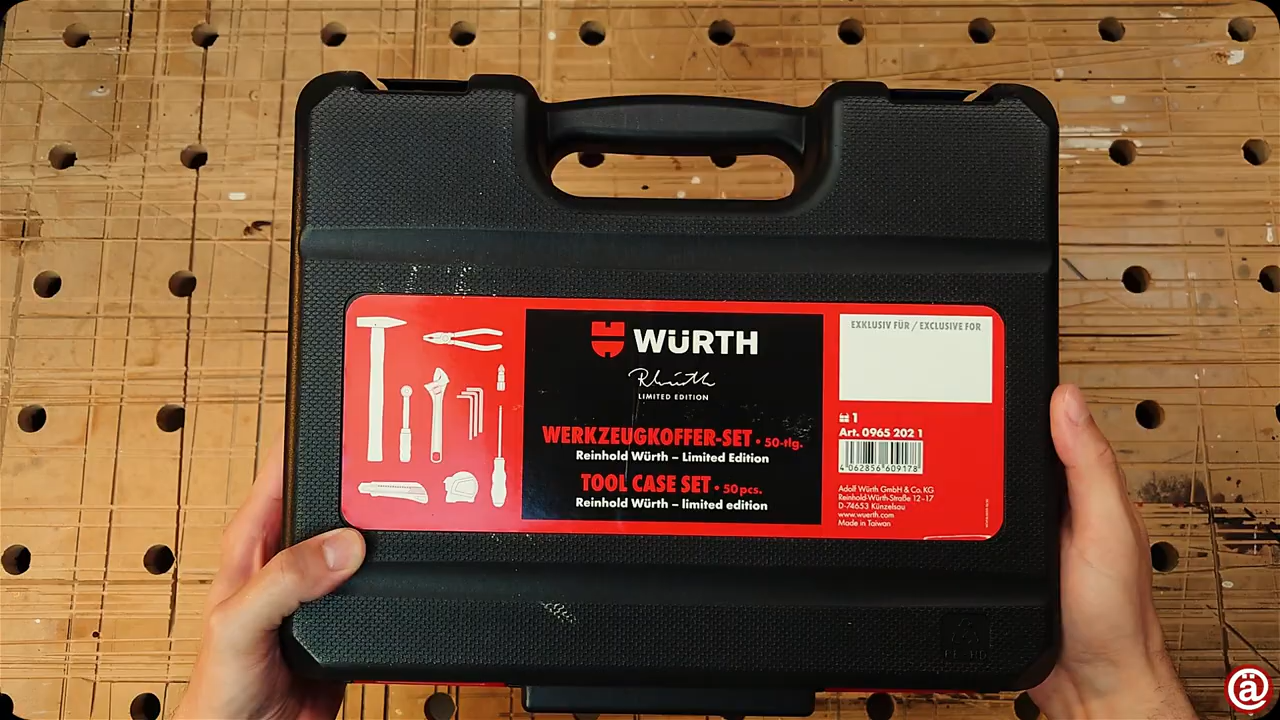 WÜRTH
LIMITED EDITION
WERKZEUGKOFFER-SET • 50-tlg.
Reinhold Würth – Limited Edition
TOOL CASE SET • 50 pcs.
Reinhold Würth – limited edition
EXKLUSIV FÜR / EXCLUSIVE FOR
1
Art. 0965 202 1
4 062856 609178
Adolf Würth GmbH & Co. KG
Reinhold-Würth-Straße 12-17
D-74653 Künzelsau
www.wuerth.com
Made in Taiwan
ä